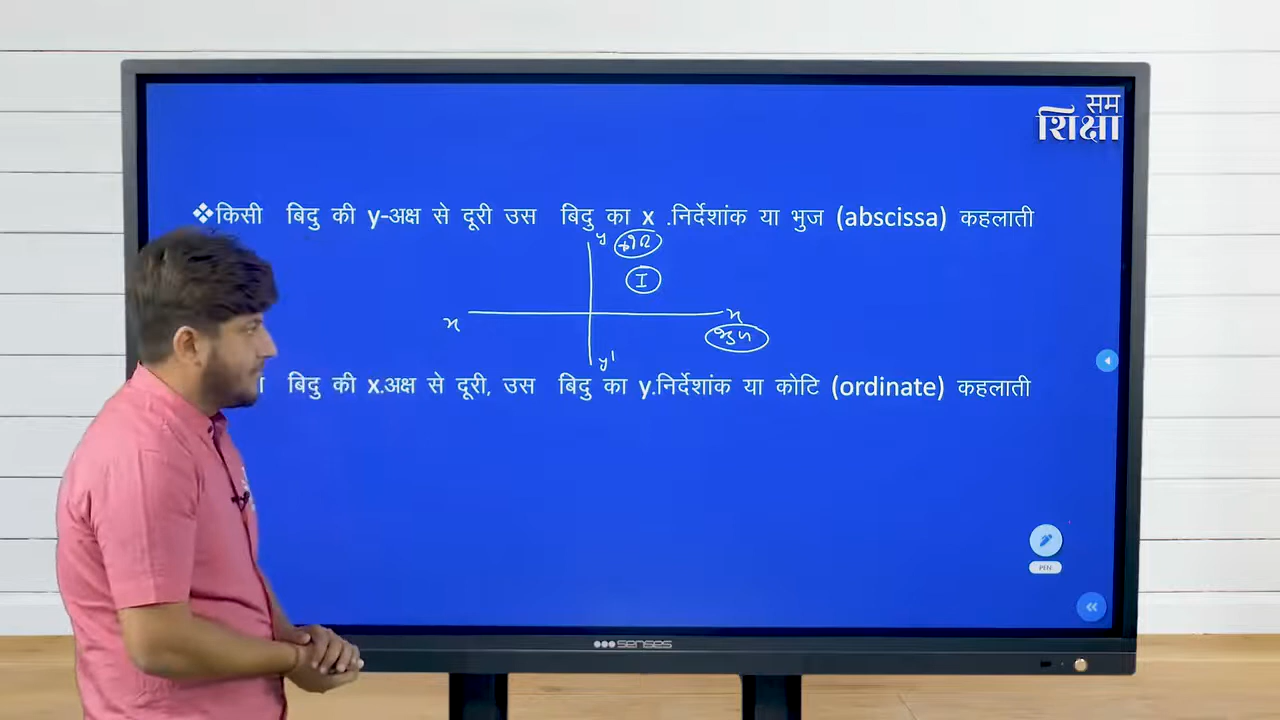 सम
शिक्षा
❖किसी बिदु की y-अक्ष से दूरी उस बिदु का x .निर्देशांक या भुज (abscissa) कहलाती
y
I
x
x
भुज
y'
बिदु की x.अक्ष से दूरी, उस बिदु का y.निर्देशांक या कोटि (ordinate) कहलाती
PEN
senses